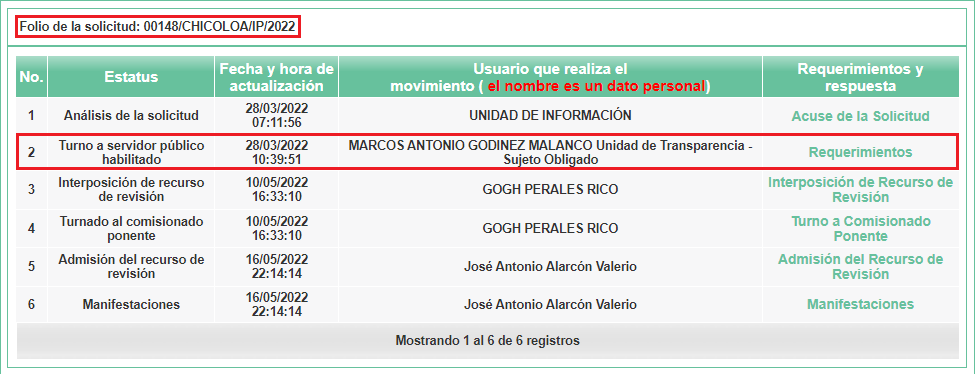 Folio de la solicitud: 00148/CHICOLOA/IP/2022
No. Estatus Fecha y hora de actualización Usuario que realiza el movimiento ( el nombre es un dato personal) Requerimientos y respuesta
1 Análisis de la solicitud 28/03/2022 07:11:56 UNIDAD DE INFORMACIÓN Acuse de la Solicitud
2 Turno a servidor público habilitado 28/03/2022 10:39:51 MARCOS ANTONIO GODINEZ MALANCO Unidad de Transparencia - Sujeto Obligado Requerimientos
3 Interposición de recurso de revisión 10/05/2022 16:33:10 GOGH PERALES RICO Interposición de Recurso de Revisión
4 Turnado al comisionado ponente 10/05/2022 16:33:10 GOGH PERALES RICO Turno a Comisionado Ponente
5 Admisión del recurso de revisión 16/05/2022 22:14:14 José Antonio Alarcón Valerio Admisión del Recurso de Revisión
6 Manifestaciones 16/05/2022 22:14:14 José Antonio Alarcón Valerio Manifestaciones
Mostrando 1 al 6 de 6 registros